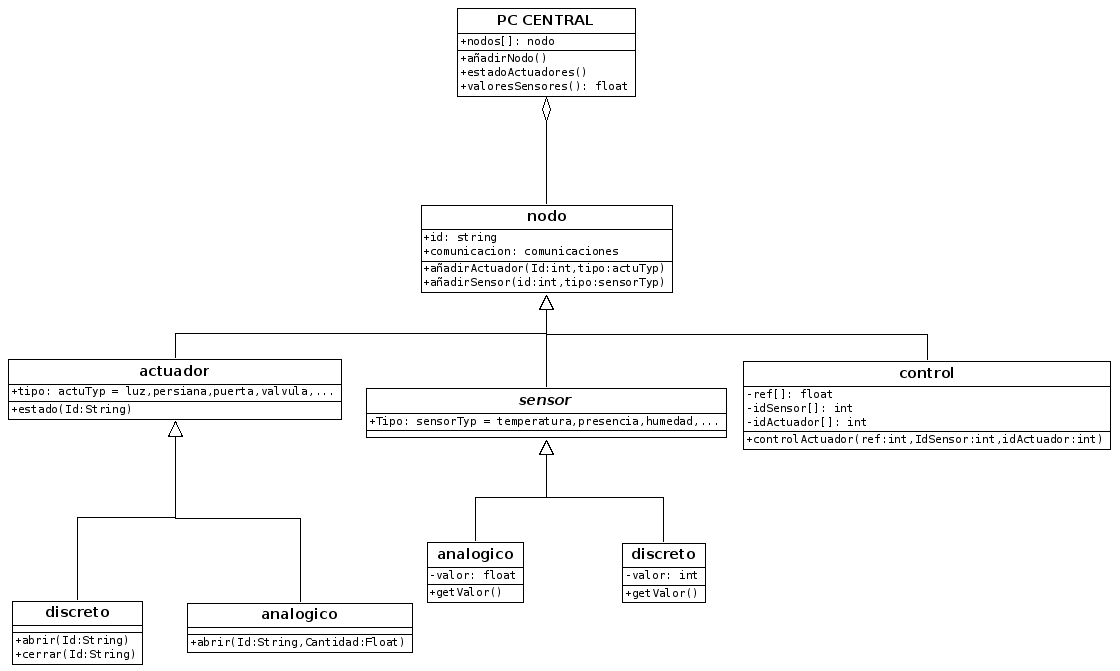 PC CENTRAL
+nodos[]: nodo
+añadirNodo()
+estadoActuadores()
+valoresSensores(): float
nodo
+id: string
+comunicacion: comunicaciones
+añadirActuador(Id:int,tipo:actuTyp)
+añadirSensor(id:int,tipo:sensorTyp)
actuador
+tipo: actuTyp = luz,persiana,puerta,valvula,...
+estado(Id:String)
sensor
+Tipo: sensorTyp = temperatura,presencia,humedad,...
control
-ref[]: float
-idSensor[]: int
-idActuador[]: int
+controlActuador(ref:int,IdSensor:int,idActuador:int)
analogico
-valor: float
+getValor()
discreto
-valor: int
+getValor()
discreto
+abrir(Id:String)
+cerrar(Id:String)
analogico
+abrir(Id:String,Cantidad:Float)